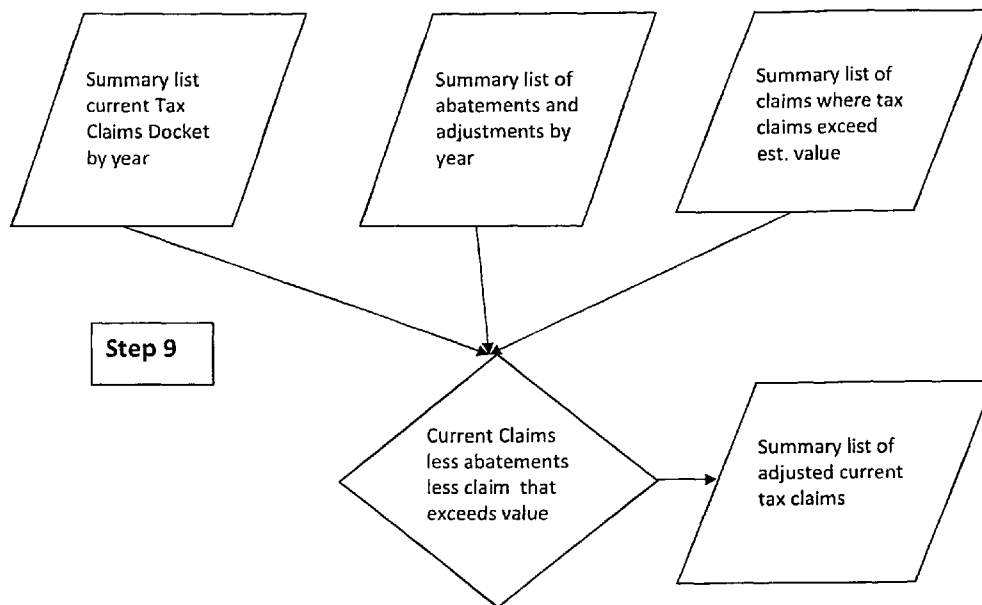 Summary list
current Tax
Claims Docket
by year
Summary list of
abatements and
adjustments by
year
Summary list of
claims where tax
claims exceed
est. value
Step 9
Current Claims
less abatements
less claim that
exceeds value
Summary list of
adjusted current
tax claims